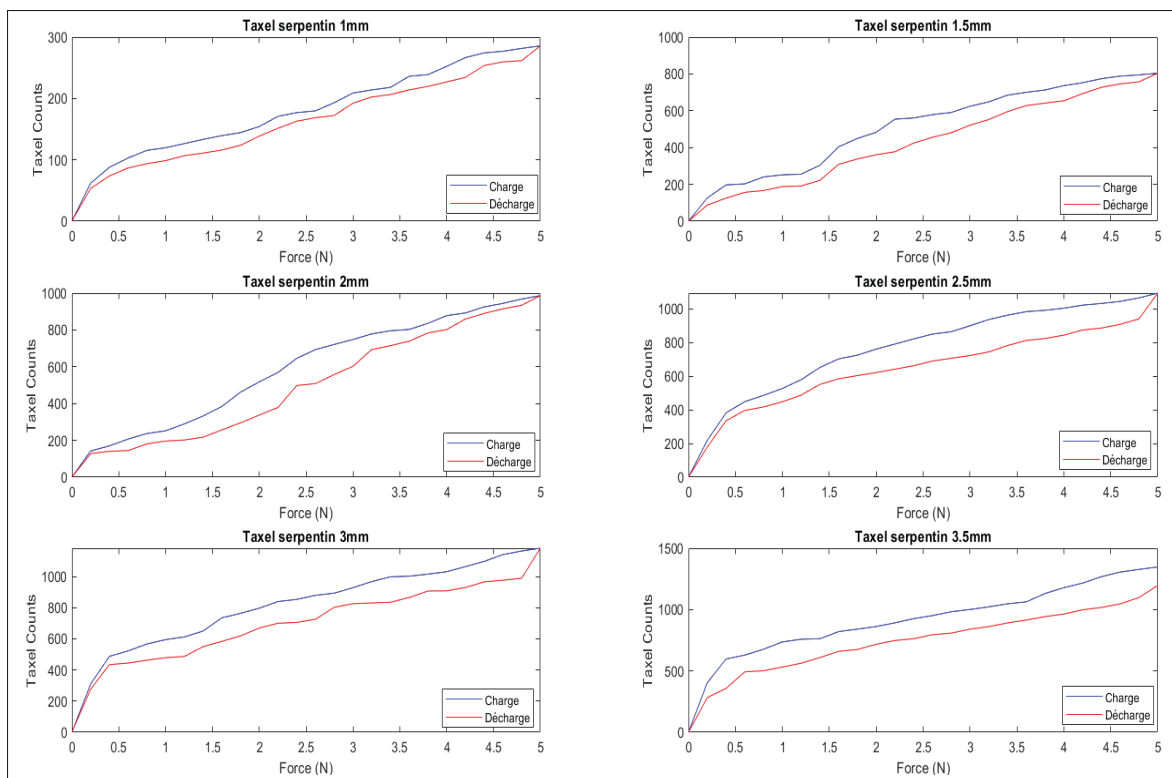 Taxel serpentin 1mm
300
200
100
0
Taxel Counts
Charge
Décharge
0 0.5 1 1.5 2 2.5 3 3.5 4 4.5 5
Force (N)
Taxel serpentin 1.5mm
1000
800
600
400
200
0
Taxel Counts
Charge
Décharge
0 0.5 1 1.5 2 2.5 3 3.5 4 4.5 5
Force (N)
Taxel serpentin 2mm
1000
800
600
400
200
0
Taxel Counts
Charge
Décharge
0 0.5 1 1.5 2 2.5 3 3.5 4 4.5 5
Force (N)
Taxel serpentin 2.5mm
1000
800
600
400
200
0
Taxel Counts
Charge
Décharge
0 0.5 1 1.5 2 2.5 3 3.5 4 4.5 5
Force (N)
Taxel serpentin 3mm
1000
800
600
400
200
0
Taxel Counts
Charge
Décharge
0 0.5 1 1.5 2 2.5 3 3.5 4 4.5 5
Force (N)
Taxel serpentin 3.5mm
1500
1000
500
0
Taxel Counts
Charge
Décharge
0 0.5 1 1.5 2 2.5 3 3.5 4 4.5 5
Force (N)